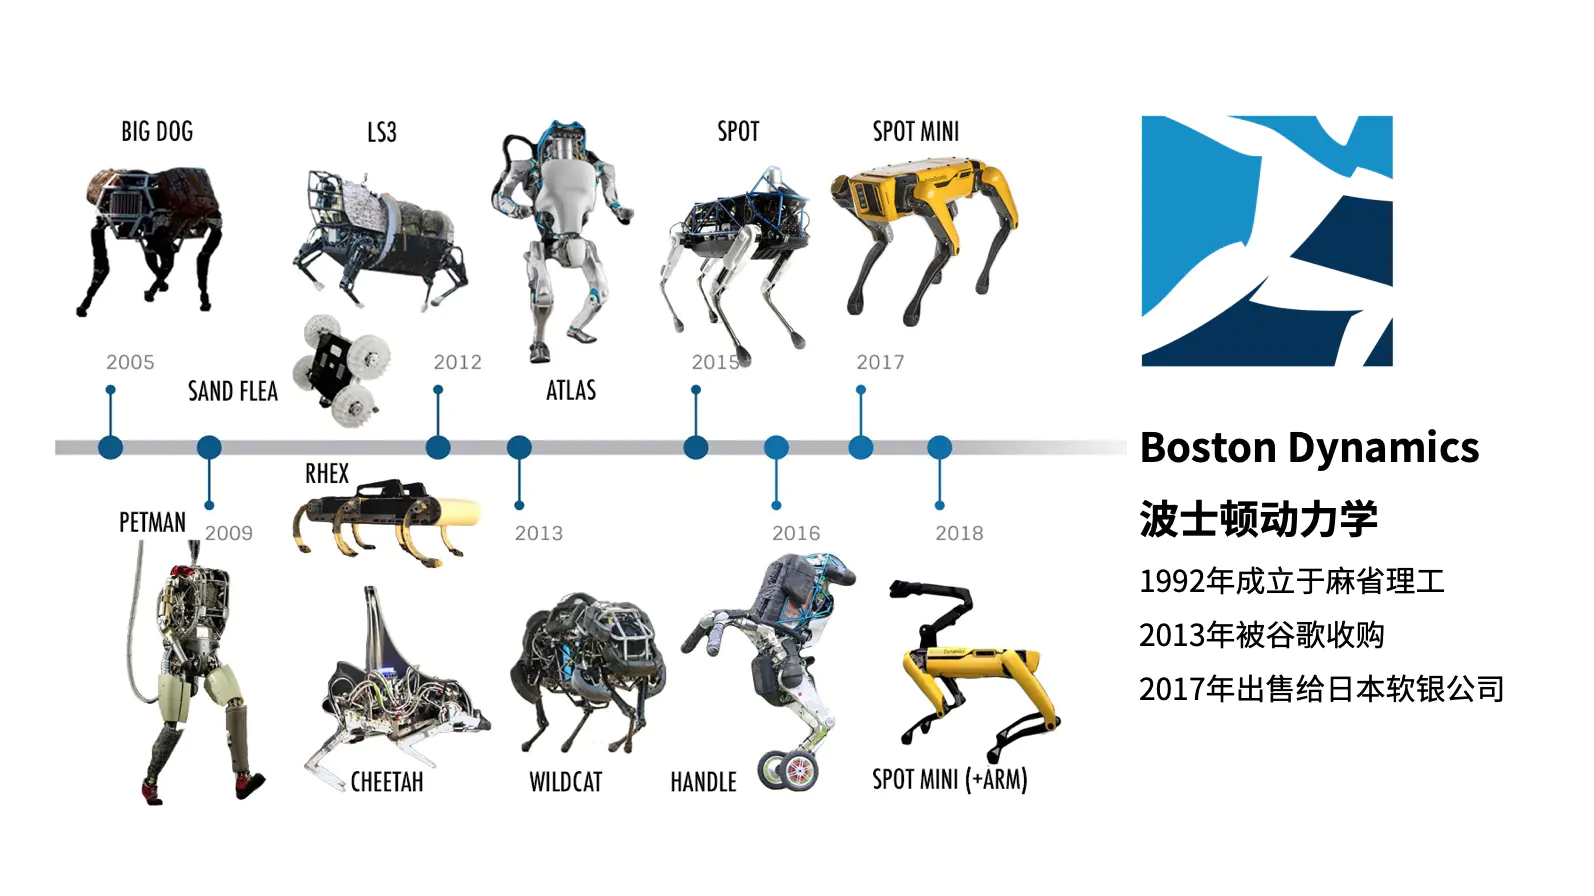 BIG DOG
LS3
SPOT
SPOT MINI
2005
2012
2015
2017
SAND FLEA
ATLAS
RHEX
PETMAN
2009
2013
2016
2018
CHEETAH
WILDCAT
HANDLE
SPOT MINI (+ARM)
Boston Dynamics
波士顿动力学
1992年成立于麻省理工
2013年被谷歌收购
2017年出售给日本软银公司